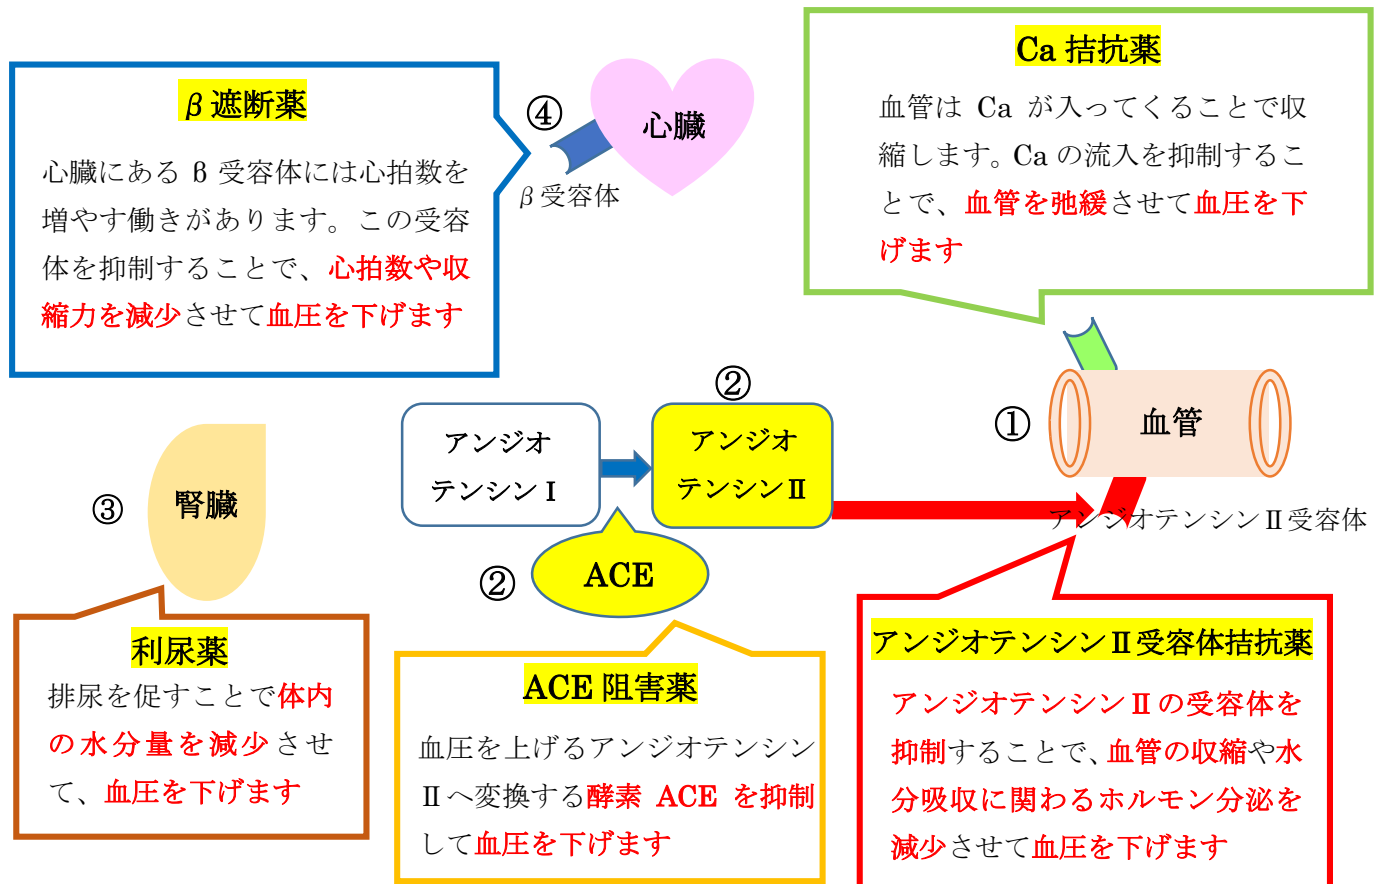 β遮断薬
心臓にある β 受容体には心拍数を
増やす働きがあります。この受容
体を抑制することで、心拍数や収
縮力を減少させて血圧を下げます
④
心臓
β受容体
Ca 拮抗薬
血管は Ca が入ってくることで収
縮します。Ca の流入を抑制するこ
とで、血管を弛緩させて血圧を下
げます
①
血管
アンジオテンシンⅡ受容体
アンジオ
テンシンⅠ
②
アンジオ
テンシンⅡ
②
ACE
③
腎臓
利尿薬
排尿を促すことで体内
の水分量を減少させ
て、血圧を下げます
ACE 阻害薬
血圧を上げるアンジオテンシン
Ⅱへ変換する酵素 ACE を抑制
して血圧を下げます
アンジオテンシンⅡ受容体拮抗薬
アンジオテンシンⅡの受容体を
抑制することで、血管の収縮や水
分吸収に関わるホルモン分泌を
減少させて血圧を下げます